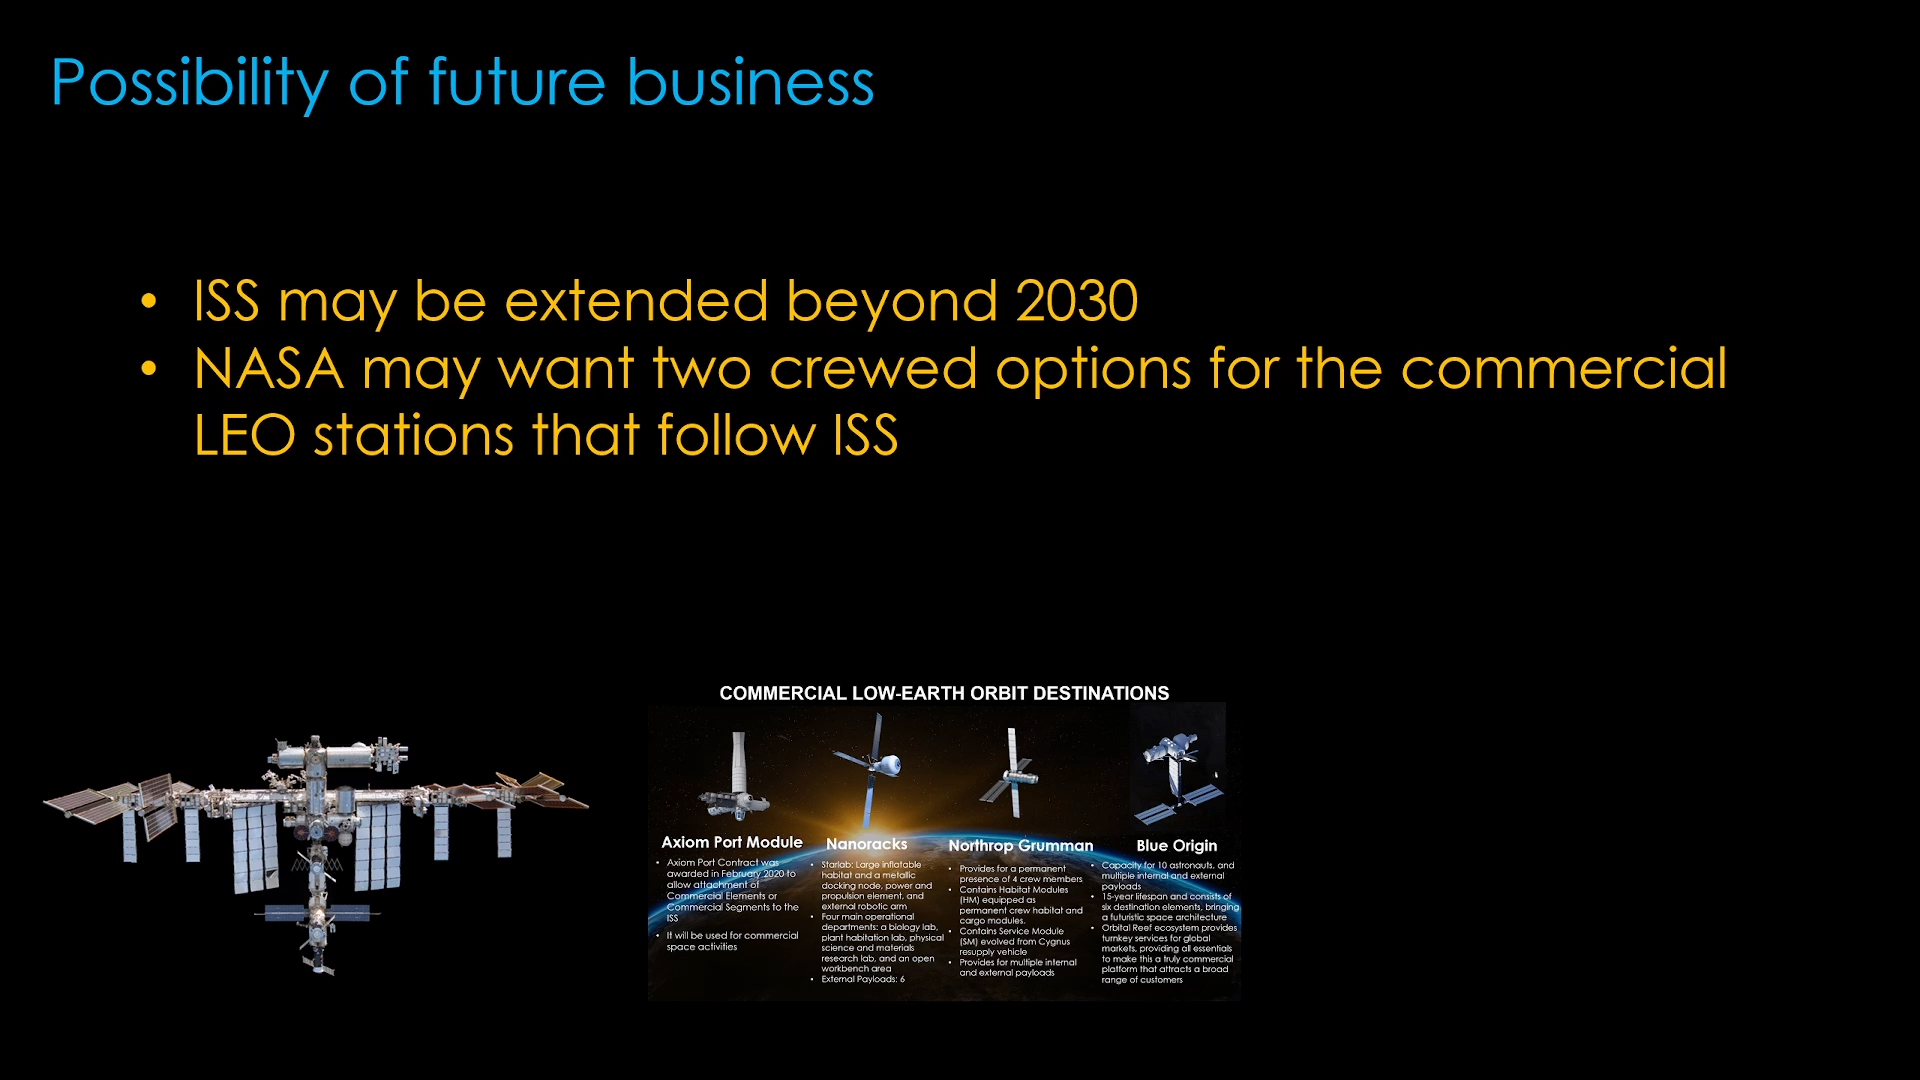 Possibility of future business
• ISS may be extended beyond 2030
• NASA may want two crewed options for the commercial
LEO stations that follow ISS
COMMERCIAL LOW-EARTH ORBIT DESTINATIONS
Axiom Port Module
• Axiom Port Contract was
awarded in February 2020 to
allow attachment of
Commercial Elements or
Commercial Segments to the
ISS
• It will be used for commercial
space activities
Nanoracks
• Starlab: Large inflatable
habitat and a metallic
docking node, power and
propulsion element, and
external robotic arm
• Four main operational
departments: a biology lab,
plant habitation lab, physical
science and materials
research lab, and an open
workbench area
• External Payloads: 6
Northrop Grumman
• Provides for a permanent
presence of 4 crew members
• Contains Habitat Modules
(HM) equipped as
permanent crew habitat and
cargo modules.
• Contains Service Module
(SM) evolved from Cygnus
resupply vehicle
• Provides for multiple internal
and external payloads
Blue Origin
• Capacity for 10 astronauts, and
multiple internal and external
payloads
• 15-year lifespan and consists of
six destination elements, bringing
a futuristic space architecture
• Orbital Reef ecosystem provides
turnkey services for global
markets, providing all essentials
to make this a truly commercial
platform that attracts a broad
range of customers